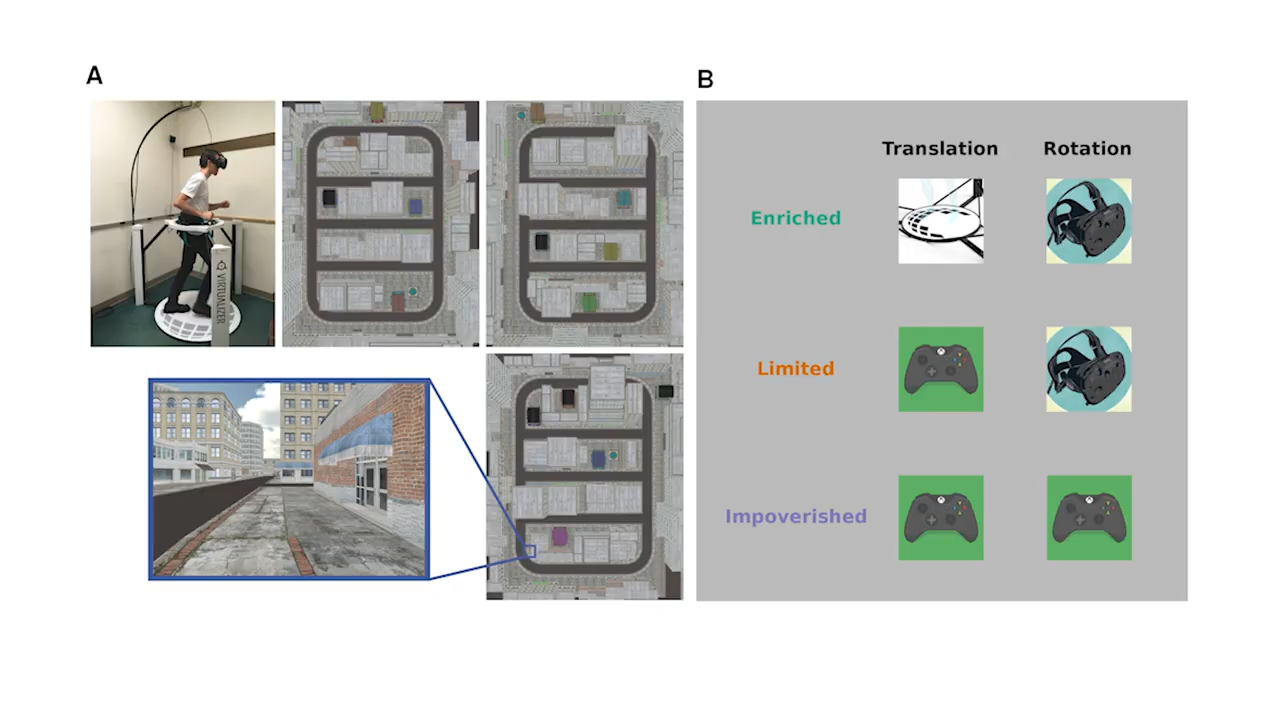 A
VIRTUALIZER
B
Translation Rotation
Enriched
Limited
Impoverished